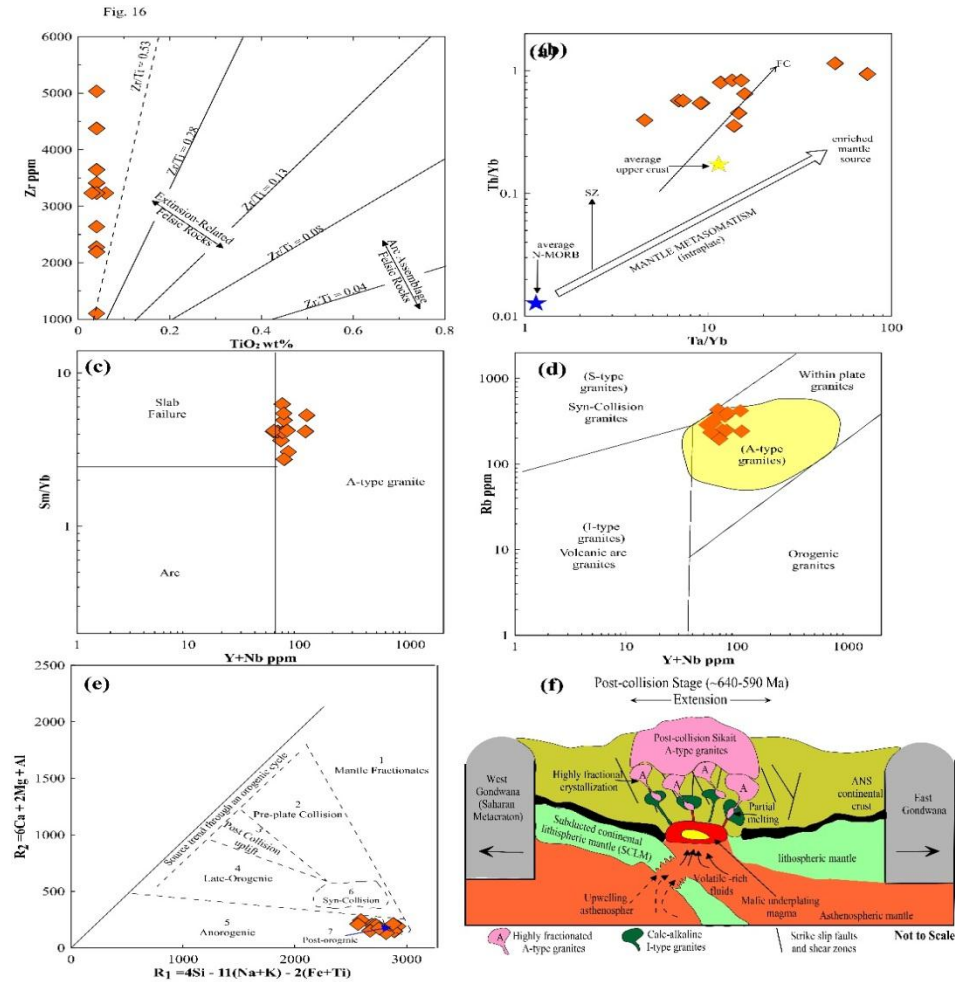 Fig. 16
6000
5000
4000
3000
2000
1000
Zr ppm
0
0.2
0.4
0.6
0.8
TiO2 wt%
Zr/Ti = 0.53
Zr/Ti = 0.28
Zr/Ti = 0.13
Zr/Ti = 0.08
Zr/Ti = 0.04
Extinsion-Related
Felsic Rocks
Arc Assemblage
Felsic Rocks
(b)
1
0.1
0.01
Th/Yb
1
10
100
Ta/Yb
FC
average
upper crust
SZ
average
N-MORB
enriched
mantle
source
MANTLE METASOMATISM
(intraplate)
(c)
10
1
Sm/Yb
Slab
Failure
A-type granite
Arc
1
10
100
1000
Y+Nb ppm
(d)
1000
100
10
1
Rb ppm
(S-type
granites)
Syn-Collision
granites
Within plate
granites
(A-type
granites)
(I-type
granites)
Volcanic arc
granites
Orogenic
granites
1
10
100
1000
Y+Nb ppm
(e)
2500
2000
1500
1000
500
0
R2 =6Ca + 2Mg + Al
Source trend through an orogenic cycle
1
Mantle Fractionates
2
Pre-plate Collision
3
Post Collision
uplift
4
Late-Orogenic
6
Syn-Collision
5
Anorogenic
7
Post-orogmic
0
1000
2000
3000
R1 =4Si - 11(Na+K) - 2(Fe+Ti)
(f)
Post-collision Stage (~640-590 Ma)
Extension
West
Gondwana
(Saharan
Metacraton)
Post-collision Sikait
A-type granites
A
A
A
A
Highly fractional
crystallization
Partial
melting
ANS
continental
crust
East
Gondwana
Subducted continental
lithispheric mantle (SCLM)
lithospheric mantle
Volatile -rich
fluids
Upwelling
asthenospher
Mafic underplating
magma
Asthenospheric mantle
A
Highly fractionated
A-type granites
Calc-alkaline
I-type granites
Strike slip faults
and shear zones
Not to Scale